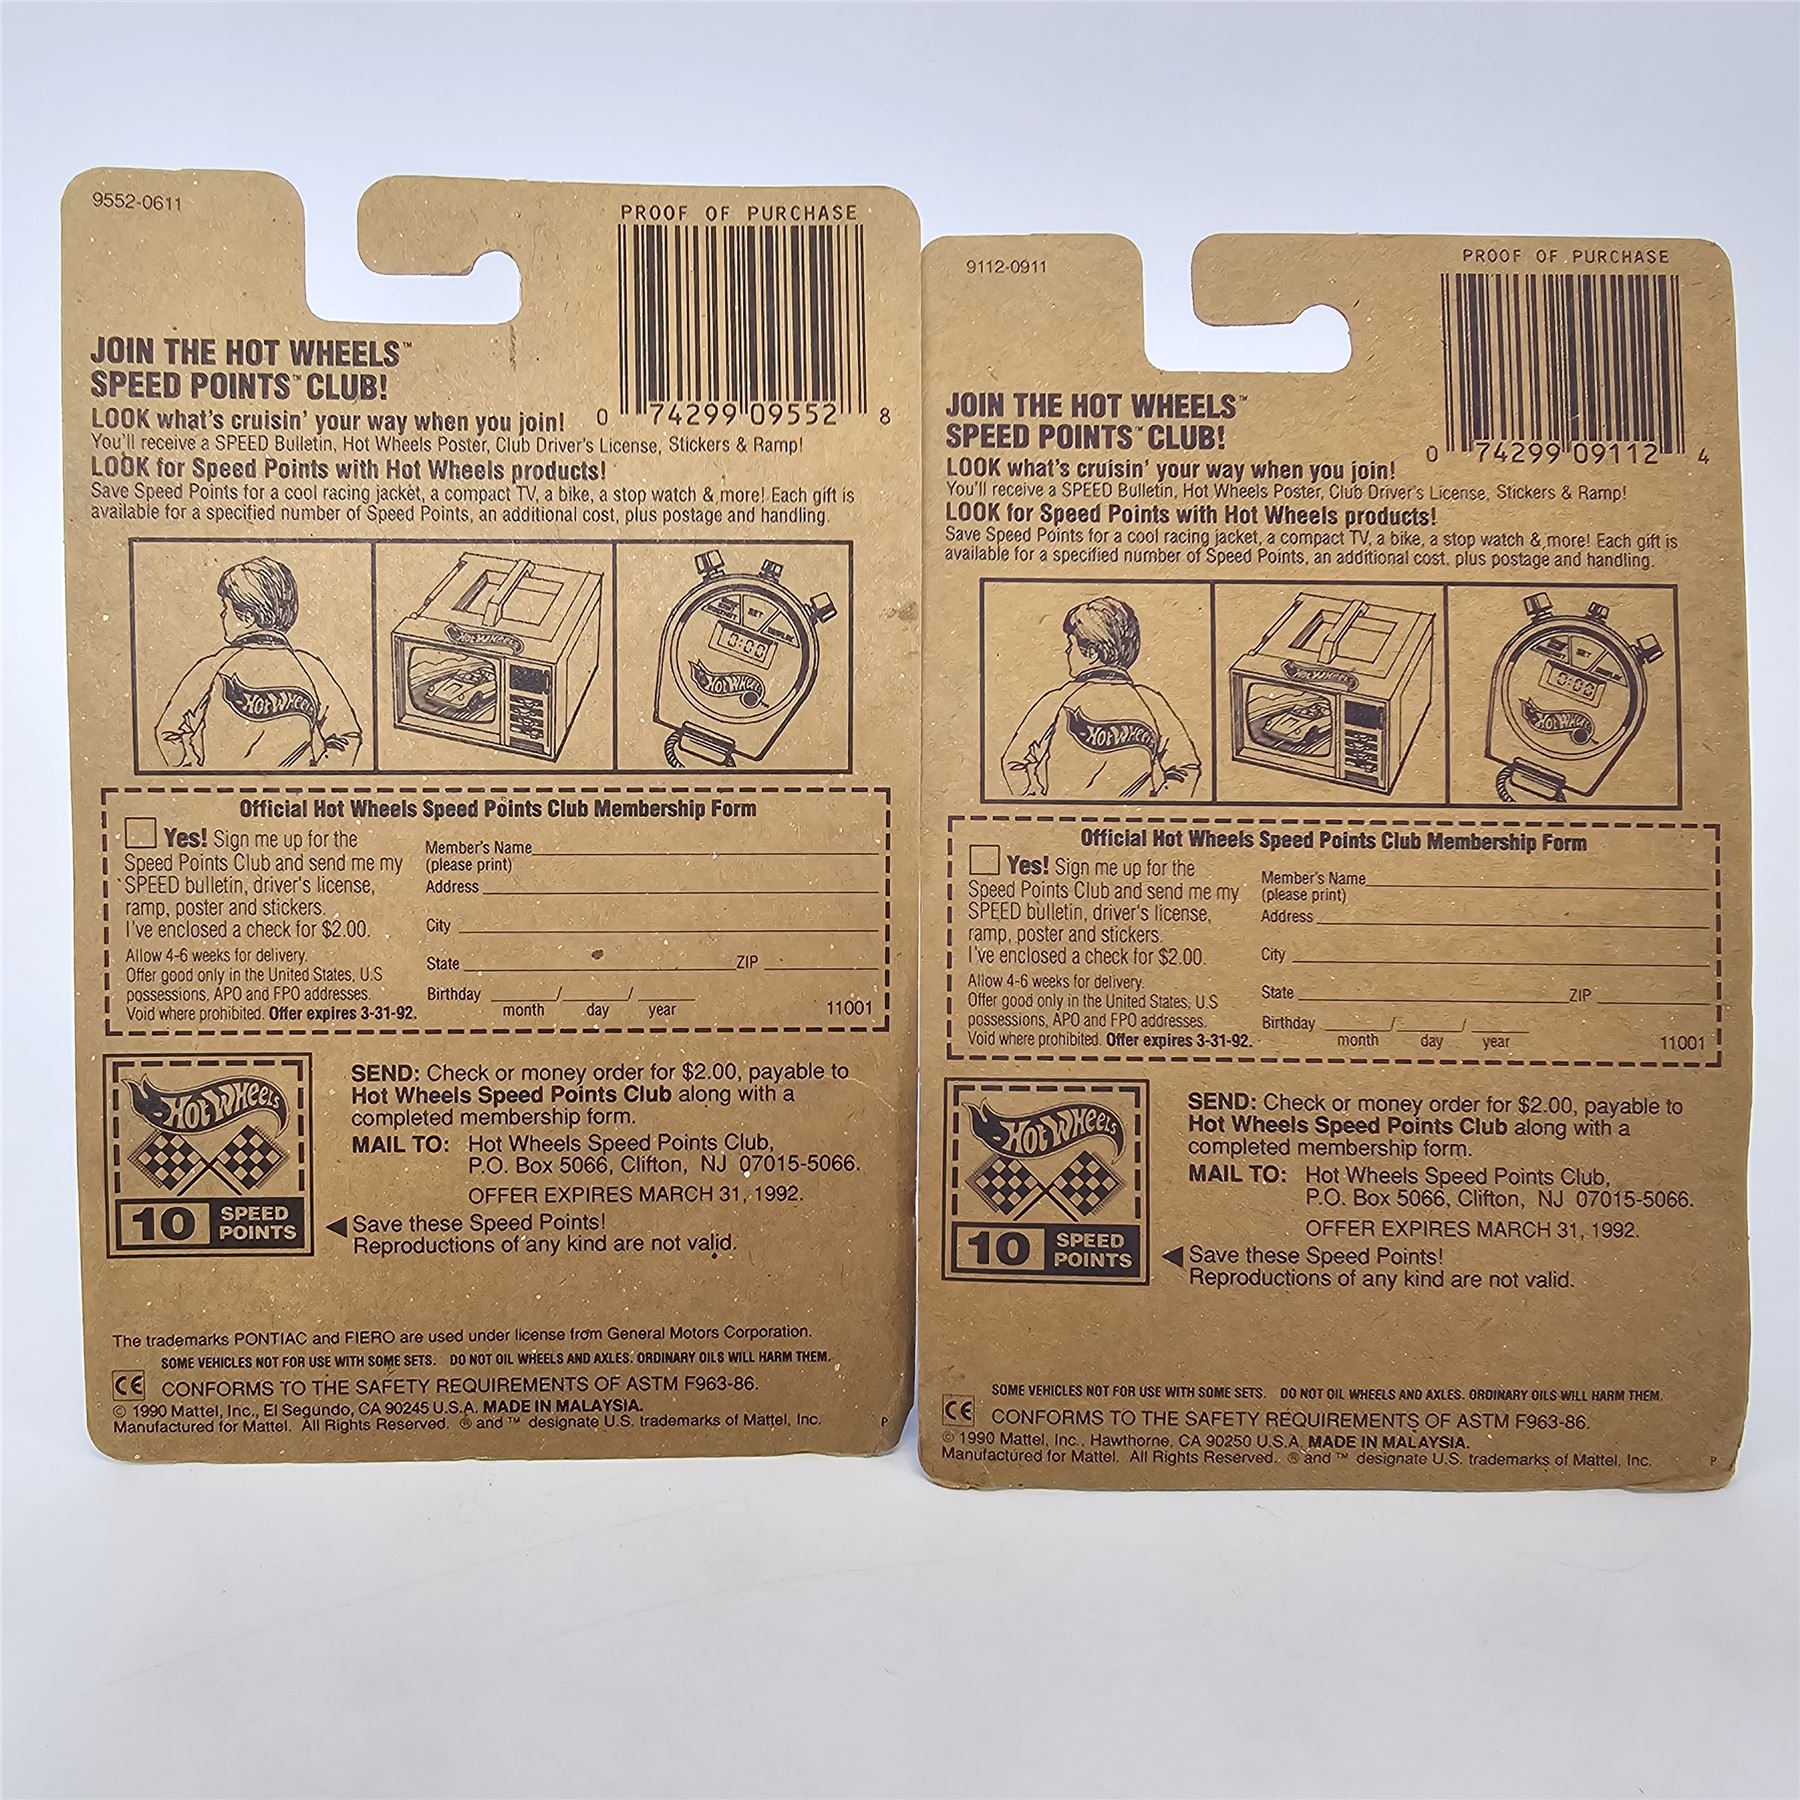 9552-0611
PROOF OF PURCHASE
0 74299 09552 8
JOIN THE HOT WHEELS™
SPEED POINTS™ CLUB!
LOOK what's cruisin' your way when you join!
You'll receive a SPEED Bulletin, Hot Wheels Poster, Club Driver's License, Stickers & Ramp!
LOOK for Speed Points with Hot Wheels products!
Save Speed Points for a cool racing jacket, a compact TV, a bike, a stop watch & more! Each gift is
available for a specified number of Speed Points, an additional cost, plus postage and handling.
HOT WHEELS
HOT WHEELS
SET
0:00
HOT WHEELS
Official Hot Wheels Speed Points Club Membership Form
Yes! Sign me up for the
Speed Points Club and send me my
SPEED bulletin, driver's license,
ramp, poster and stickers.
I've enclosed a check for $2.00.
Allow 4-6 weeks for delivery.
Offer good only in the United States, U.S
possessions, APO and FPO addresses.
Void where prohibited. Offer expires 3-31-92.
Member's Name
(please print)
Address
City
State ZIP
Birthday / /
month day year
11001
HOT WHEELS
10 SPEED
POINTS
SEND: Check or money order for $2.00, payable to
Hot Wheels Speed Points Club along with a
completed membership form.
MAIL TO: Hot Wheels Speed Points Club,
P.O. Box 5066, Clifton, NJ 07015-5066.
OFFER EXPIRES MARCH 31, 1992.
◀ Save these Speed Points!
Reproductions of any kind are not valid.
The trademarks PONTIAC and FIERO are used under license from General Motors Corporation.
SOME VEHICLES NOT FOR USE WITH SOME SETS. DO NOT OIL WHEELS AND AXLES. ORDINARY OILS WILL HARM THEM.
CE CONFORMS TO THE SAFETY REQUIREMENTS OF ASTM F963-86.
© 1990 Mattel, Inc., El Segundo, CA 90245 U.S.A. MADE IN MALAYSIA.
Manufactured for Mattel. All Rights Reserved. ® and ™ designate U.S. trademarks of Mattel, Inc.
P
9112-0911
PROOF OF PURCHASE
0 74299 09112 4
JOIN THE HOT WHEELS™
SPEED POINTS™ CLUB!
LOOK what's cruisin' your way when you join!
You'll receive a SPEED Bulletin, Hot Wheels Poster, Club Driver's License, Stickers & Ramp!
LOOK for Speed Points with Hot Wheels products!
Save Speed Points for a cool racing jacket, a compact TV, a bike, a stop watch & more! Each gift is
available for a specified number of Speed Points, an additional cost, plus postage and handling.
HOT WHEELS
HOT WHEELS
SET
0:00
HOT WHEELS
Official Hot Wheels Speed Points Club Membership Form
Yes! Sign me up for the
Speed Points Club and send me my
SPEED bulletin, driver's license,
ramp, poster and stickers.
I've enclosed a check for $2.00.
Allow 4-6 weeks for delivery.
Offer good only in the United States, U.S
possessions, APO and FPO addresses.
Void where prohibited. Offer expires 3-31-92.
Member's Name
(please print)
Address
City
State ZIP
Birthday / /
month day year
11001
HOT WHEELS
10 SPEED
POINTS
SEND: Check or money order for $2.00, payable to
Hot Wheels Speed Points Club along with a
completed membership form.
MAIL TO: Hot Wheels Speed Points Club,
P.O. Box 5066, Clifton, NJ 07015-5066.
OFFER EXPIRES MARCH 31, 1992.
◀ Save these Speed Points!
Reproductions of any kind are not valid.
SOME VEHICLES NOT FOR USE WITH SOME SETS. DO NOT OIL WHEELS AND AXLES. ORDINARY OILS WILL HARM THEM.
CE CONFORMS TO THE SAFETY REQUIREMENTS OF ASTM F963-86.
© 1990 Mattel, Inc., Hawthorne, CA 90250 U.S.A. MADE IN MALAYSIA.
Manufactured for Mattel. All Rights Reserved. ® and ™ designate U.S. trademarks of Mattel, Inc.
P